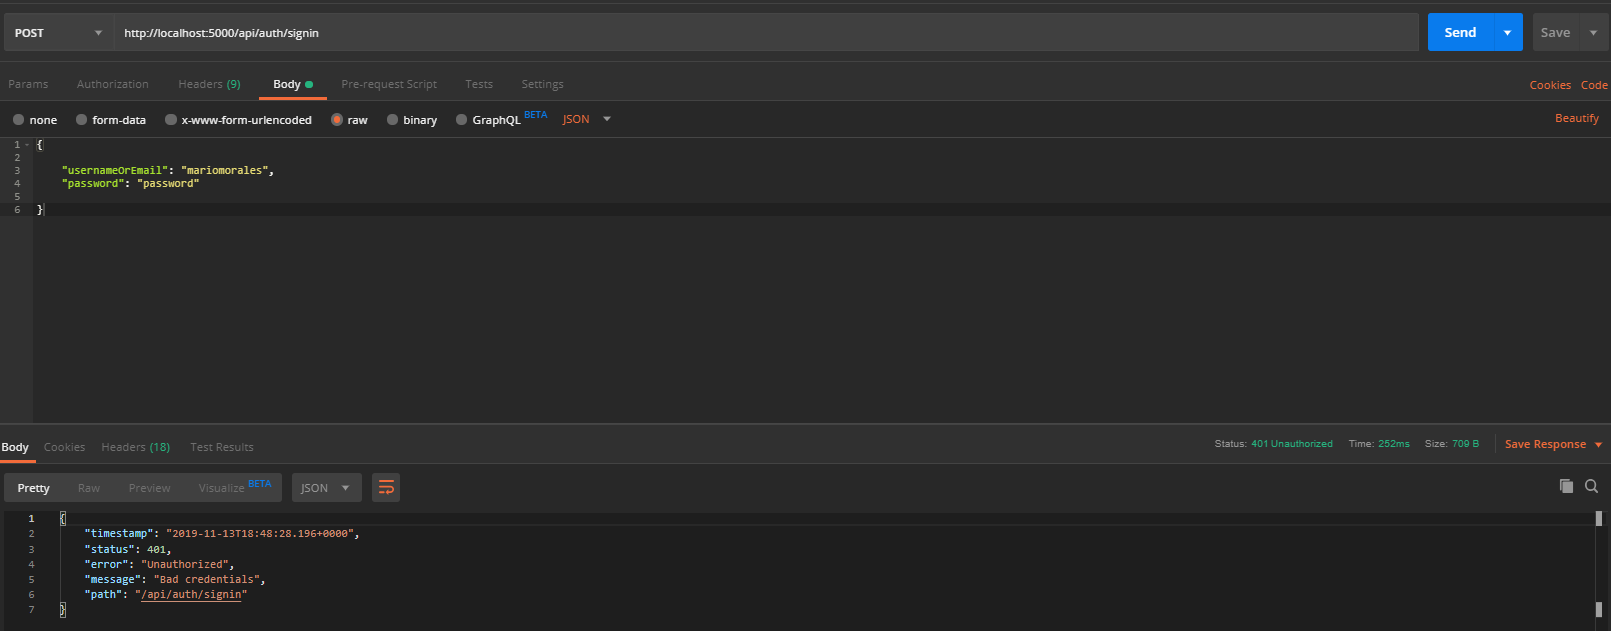 POST http://localhost:5000/api/auth/signin Send Save
Params Authorization Headers (9) Body Pre-request Script Tests Settings Cookies Code
none form-data x-www-form-urlencoded raw binary GraphQL BETA JSON Beautify
1 {
2
3 "usernameOrEmail": "mariomorales",
4 "password": "password"
5
6 }
Body Cookies Headers (18) Test Results Status: 401 Unauthorized Time: 252ms Size: 709 B Save Response
Pretty Raw Preview Visualize BETA JSON
1 {
2 "timestamp": "2019-11-13T18:48:28.196+0000",
3 "status": 401,
4 "error": "Unauthorized",
5 "message": "Bad credentials",
6 "path": "/api/auth/signin"
7 }